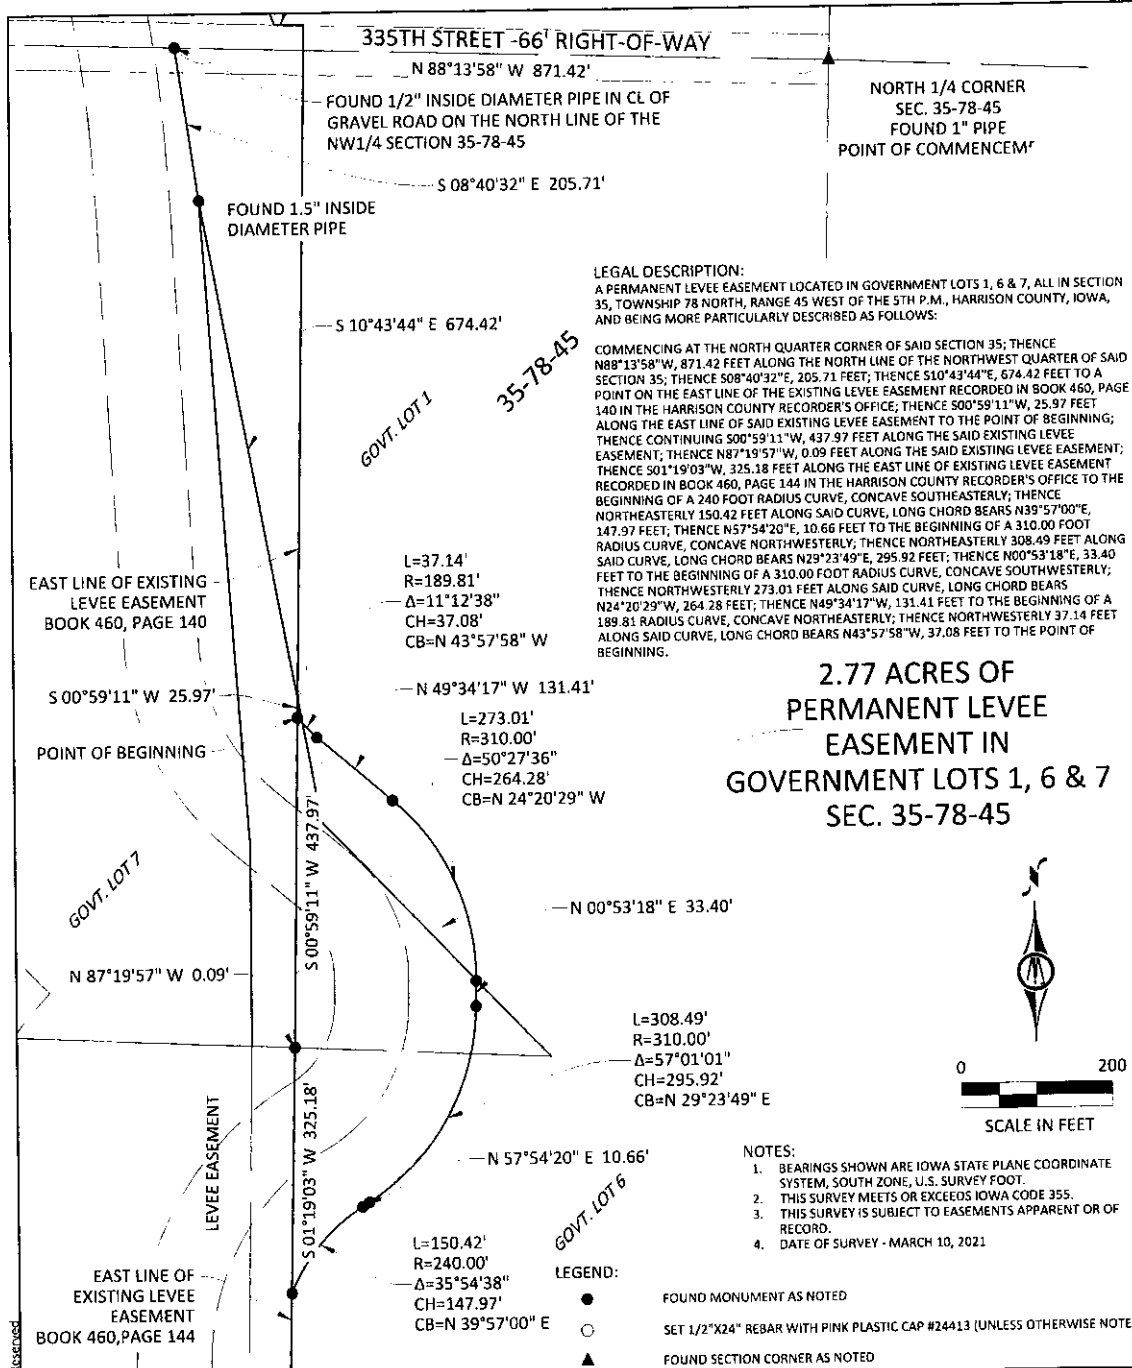 335TH STREET -66' RIGHT-OF-WAY
N 88°13'58" W 871.42'
FOUND 1/2" INSIDE DIAMETER PIPE IN CL OF
GRAVEL ROAD ON THE NORTH LINE OF THE
NW1/4 SECTION 35-78-45
NORTH 1/4 CORNER
SEC. 35-78-45
FOUND 1" PIPE
POINT OF COMMENCEM
S 08°40'32" E 205.71'
FOUND 1.5" INSIDE
DIAMETER PIPE
S 10°43'44" E 674.42'
35-78-45
GOVT. LOT 1
LEGAL DESCRIPTION:
A PERMANENT LEVEE EASEMENT LOCATED IN GOVERNMENT LOTS 1, 6 & 7, ALL IN SECTION
35, TOWNSHIP 78 NORTH, RANGE 45 WEST OF THE 5TH P.M., HARRISON COUNTY, IOWA,
AND BEING MORE PARTICULARLY DESCRIBED AS FOLLOWS:
COMMENCING AT THE NORTH QUARTER CORNER OF SAID SECTION 35; THENCE
N88°13'58"W, 871.42 FEET ALONG THE NORTH LINE OF THE NORTHWEST QUARTER OF SAID
SECTION 35; THENCE S08°40'32"E, 205.71 FEET; THENCE S10°43'44"E, 674.42 FEET TO A
POINT ON THE EAST LINE OF THE EXISTING LEVEE EASEMENT RECORDED IN BOOK 460, PAGE
140 IN THE HARRISON COUNTY RECORDER'S OFFICE; THENCE S00°59'11"W, 25.97 FEET
ALONG THE EAST LINE OF SAID EXISTING LEVEE EASEMENT TO THE POINT OF BEGINNING;
THENCE CONTINUING S00°59'11"W, 437.97 FEET ALONG THE SAID EXISTING LEVEE
EASEMENT; THENCE N87°19'57"W, 0.09 FEET ALONG THE SAID EXISTING LEVEE EASEMENT;
THENCE S01°19'03"W, 325.18 FEET ALONG THE EAST LINE OF EXISTING LEVEE EASEMENT
RECORDED IN BOOK 460, PAGE 144 IN THE HARRISON COUNTY RECORDER'S OFFICE TO THE
BEGINNING OF A 240 FOOT RADIUS CURVE, CONCAVE SOUTHEASTERLY; THENCE
NORTHEASTERLY 150.42 FEET ALONG SAID CURVE, LONG CHORD BEARS N39°57'00"E,
147.97 FEET; THENCE N57°54'20"E, 10.66 FEET TO THE BEGINNING OF A 310.00 FOOT
RADIUS CURVE, CONCAVE NORTHWESTERLY; THENCE NORTHEASTERLY 308.49 FEET ALONG
SAID CURVE, LONG CHORD BEARS N29°23'49"E, 295.92 FEET; THENCE N00°53'18"E, 33.40
FEET TO THE BEGINNING OF A 310.00 FOOT RADIUS CURVE, CONCAVE SOUTHWESTERLY;
THENCE NORTHWESTERLY 273.01 FEET ALONG SAID CURVE, LONG CHORD BEARS
N24°20'29"W, 264.28 FEET; THENCE N49°34'17"W, 131.41 FEET TO THE BEGINNING OF A
189.81 RADIUS CURVE, CONCAVE NORTHEASTERLY; THENCE NORTHWESTERLY 37.14 FEET
ALONG SAID CURVE, LONG CHORD BEARS N43°57'58"W, 37.08 FEET TO THE POINT OF
BEGINNING.
L=37.14'
R=189.81'
Δ=11°12'38"
CH=37.08'
CB=N 43°57'58" W
EAST LINE OF EXISTING
LEVEE EASEMENT
BOOK 460, PAGE 140
N 49°34'17" W 131.41'
S 00°59'11" W 25.97'
POINT OF BEGINNING
L=273.01'
R=310.00'
Δ=50°27'36"
CH=264.28'
CB=N 24°20'29" W
2.77 ACRES OF
PERMANENT LEVEE
EASEMENT IN
GOVERNMENT LOTS 1, 6 & 7
SEC. 35-78-45
S 00°59'11" W 437.97'
GOVT. LOT 7
N 00°53'18" E 33.40'
N 87°19'57" W 0.09'
L=308.49'
R=310.00'
Δ=57°01'01"
CH=295.92'
CB=N 29°23'49" E
0 200
SCALE IN FEET
LEVEE EASEMENT
S 01°19'03" W 325.18'
N 57°54'20" E 10.66'
GOVT. LOT 6
NOTES:
1. BEARINGS SHOWN ARE IOWA STATE PLANE COORDINATE
SYSTEM, SOUTH ZONE, U.S. SURVEY FOOT.
2. THIS SURVEY MEETS OR EXCEEDS IOWA CODE 355.
3. THIS SURVEY IS SUBJECT TO EASEMENTS APPARENT OR OF
RECORD.
4. DATE OF SURVEY - MARCH 10, 2021
L=150.42'
R=240.00'
Δ=35°54'38"
CH=147.97'
CB=N 39°57'00" E
EAST LINE OF
EXISTING LEVEE
EASEMENT
BOOK 460,PAGE 144
LEGEND:
FOUND MONUMENT AS NOTED
SET 1/2"X24" REBAR WITH PINK PLASTIC CAP #24413 (UNLESS OTHERWISE NOTE
FOUND SECTION CORNER AS NOTED